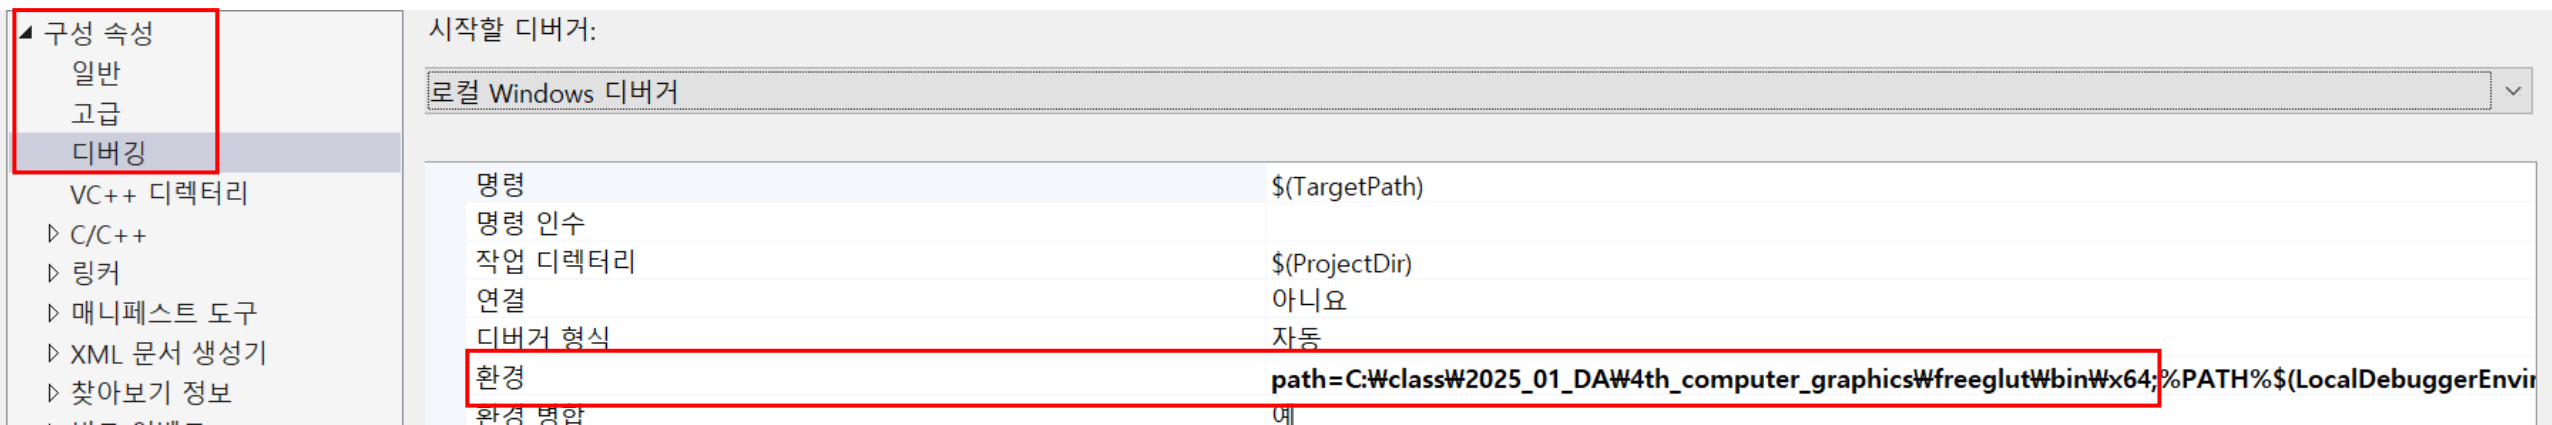 구성 속성
일반
고급
디버깅
VC++ 디렉터리
C/C++
링커
매니페스트 도구
XML 문서 생성기
찾아보기 정보
시작할 디버거:
로컬 Windows 디버거
명령 $(TargetPath)
명령 인수
작업 디렉터리 $(ProjectDir)
연결 아니요
디버거 형식 자동
환경 path=C:₩class₩2025_01_DA₩4th_computer_graphics₩freeglut₩bin₩x64;%PATH%$(LocalDebuggerEnvir
환경 병합 예